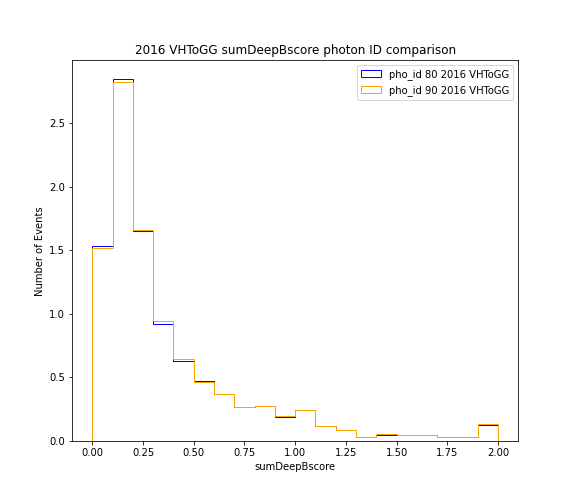 2016 VHToGG sumDeepBscore photon ID comparison
pho_id 80 2016 VHToGG
pho_id 90 2016 VHToGG
Number of Events
2.5
2.0
1.5
1.0
0.5
0.0
0.00 0.25 0.50 0.75 1.00 1.25 1.50 1.75 2.00
sumDeepBscore